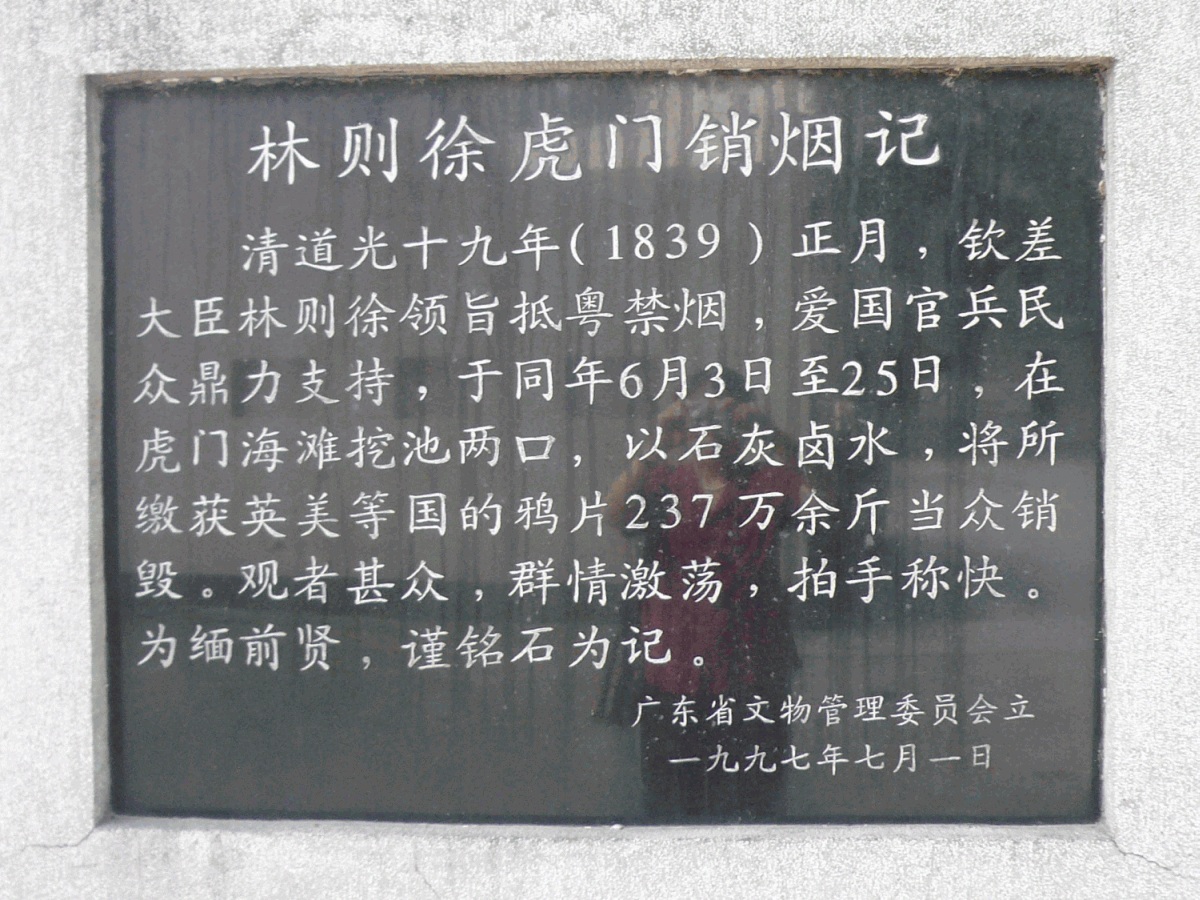 林则徐虎门销烟记
清道光十九年(1839)正月，钦差
大臣林则徐领旨抵粤禁烟，爱国官兵民
众鼎力支持，于同年6月3日至25日，在
虎门海滩挖池两口，以石灰卤水，将所
缴获英美等国的鸦片237万余斤当众销
毁。观者甚众，群情激荡，拍手称快。
为缅前贤，谨铭石为记。
广东省文物管理委员会立
一九九七年七月一日